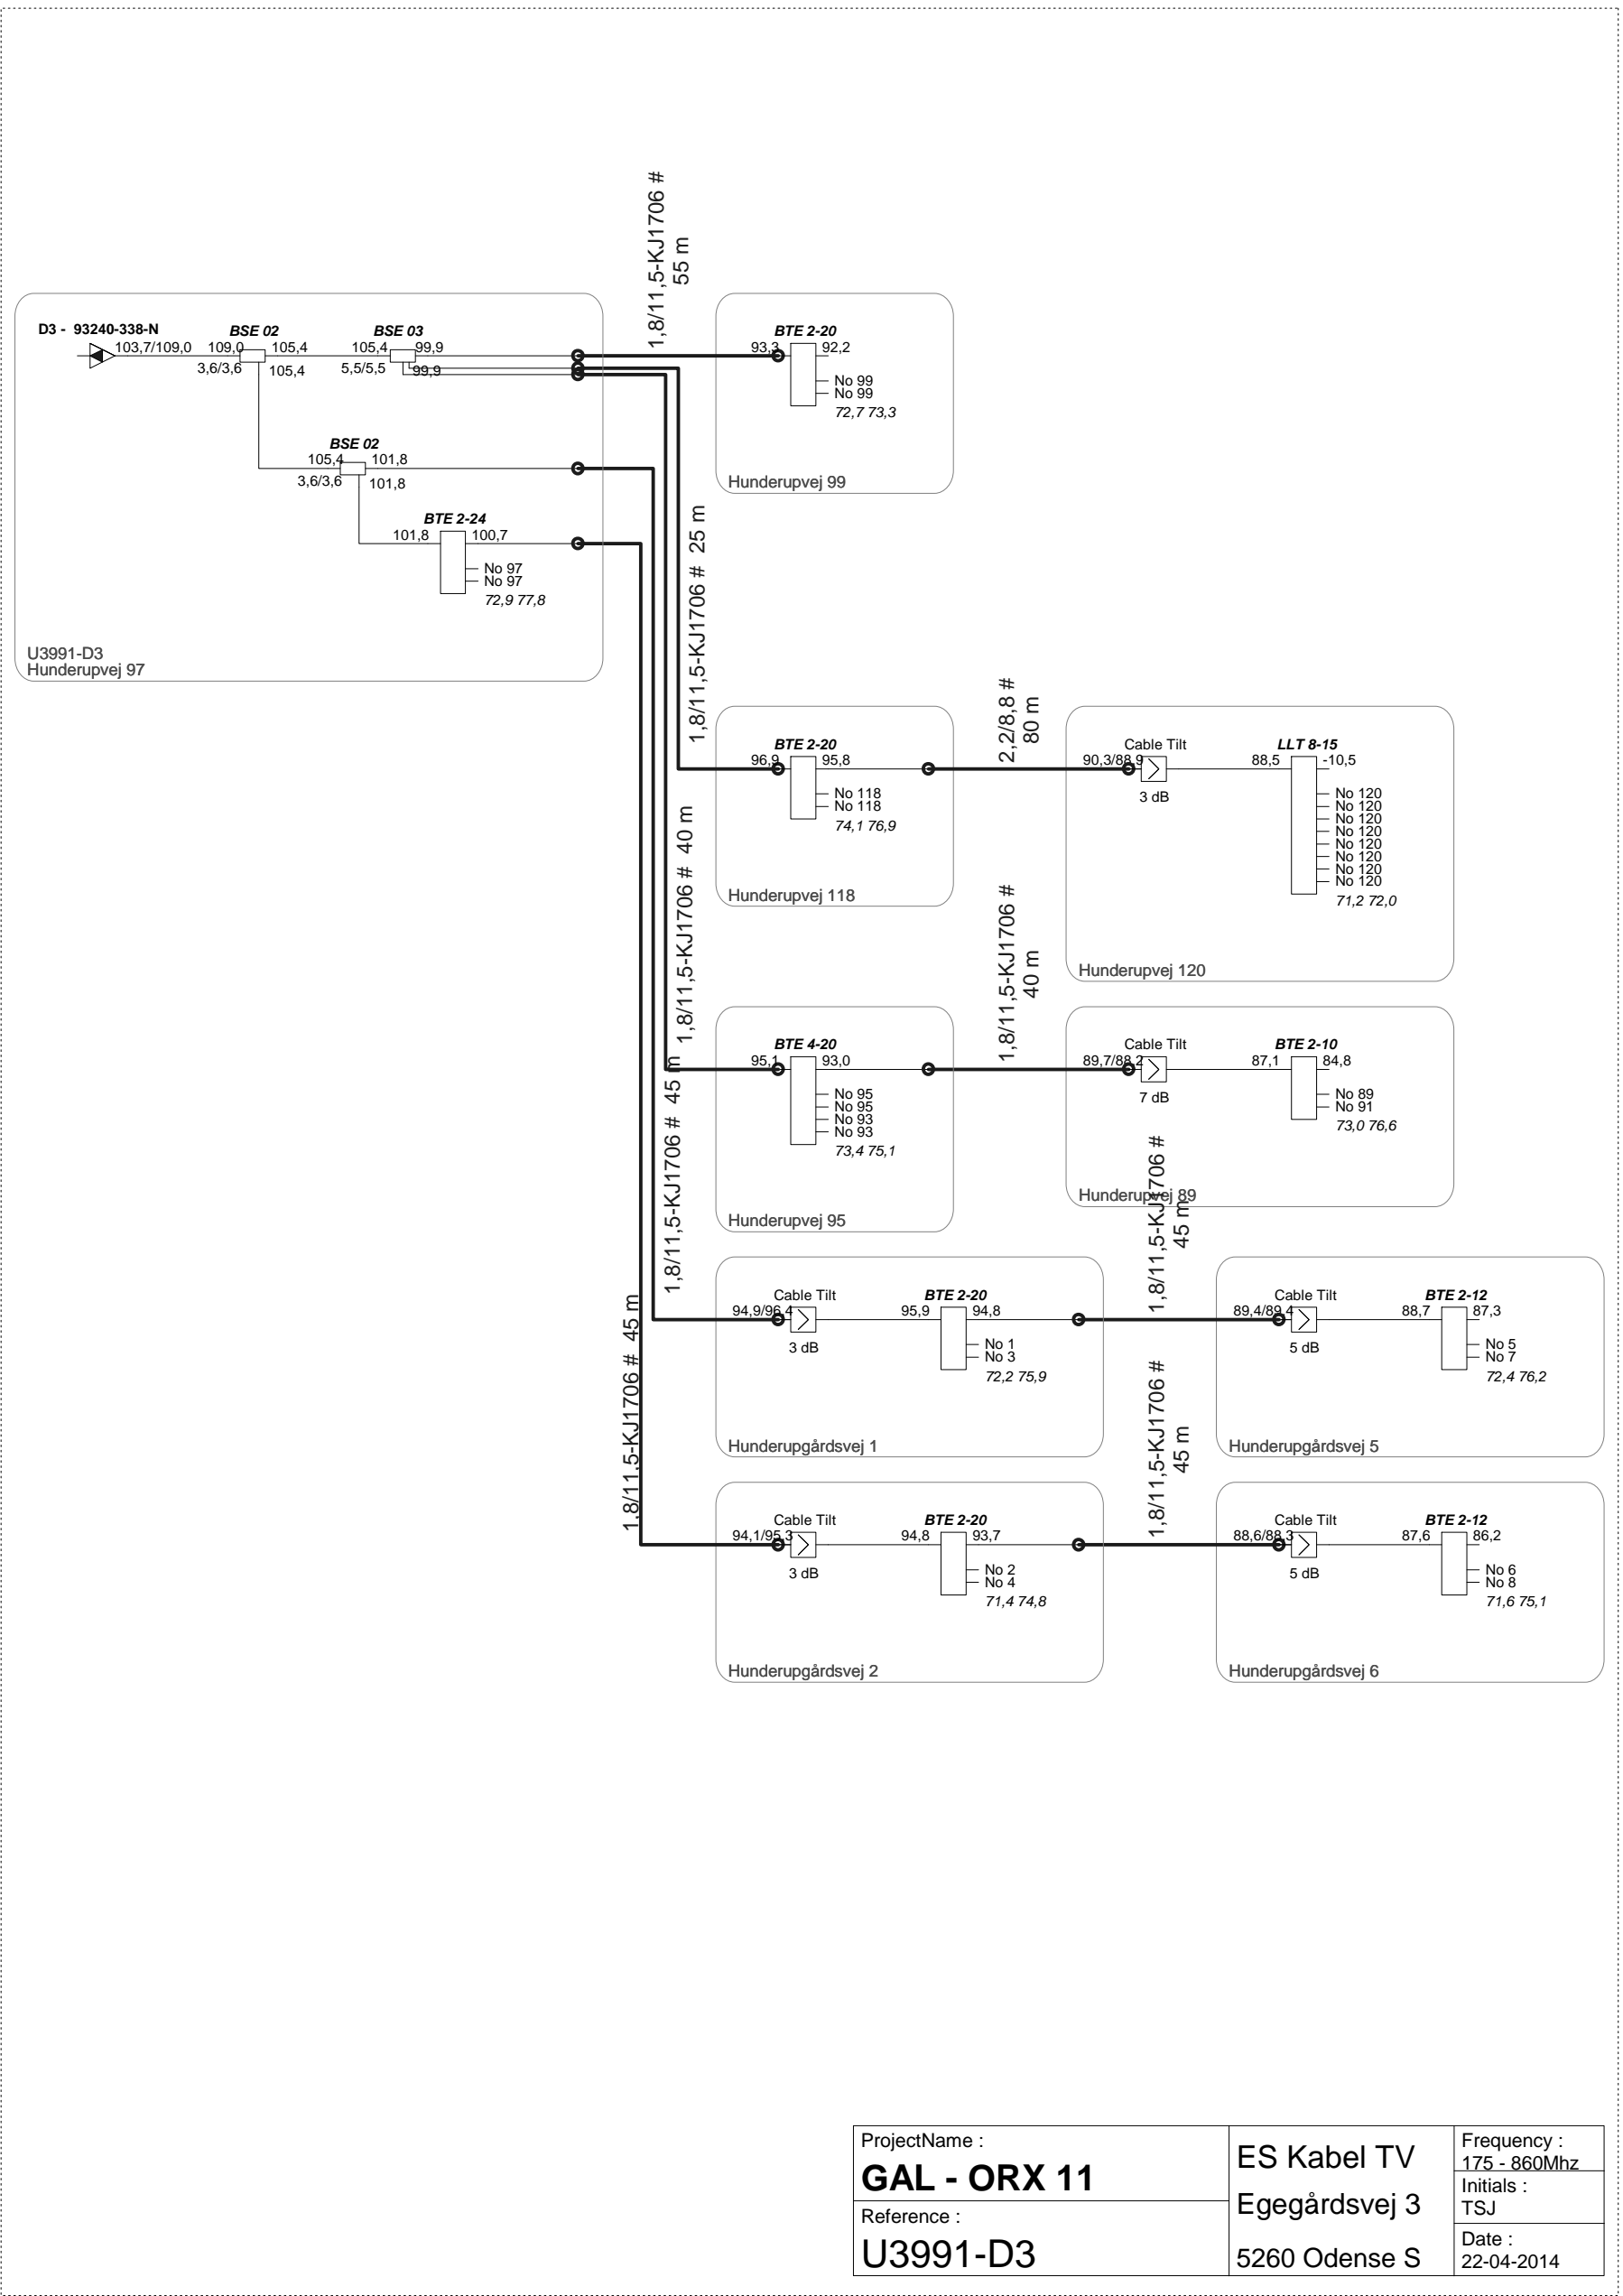 1,8/11,5-KJ1706 #
55 m
D3 - 93240-338-N
103,7/109,0
BSE 02
109,0 105,4
3,6/3,6 105,4
BSE 03
105,4 99,9
5,5/5,5 99,9
BSE 02
105,4 101,8
3,6/3,6 101,8
BTE 2-24
101,8 100,7
No 97
No 97
72,9 77,8
U3991-D3
Hunderupvej 97
BTE 2-20
93,3 92,2
No 99
No 99
72,7 73,3
Hunderupvej 99
1,8/11,5-KJ1706 # 25 m
BTE 2-20
96,9 95,8
No 118
No 118
74,1 76,9
Hunderupvej 118
2,2/8,8 #
80 m
Cable Tilt
90,3/88,9
3 dB
LLT 8-15
88,5 -10,5
No 120
No 120
No 120
No 120
No 120
No 120
No 120
No 120
71,2 72,0
Hunderupvej 120
1,8/11,5-KJ1706 # 40 m
BTE 4-20
95,1 93,0
No 95
No 95
No 93
No 93
73,4 75,1
Hunderupvej 95
1,8/11,5-KJ1706 #
40 m
Cable Tilt
89,7/88,2
7 dB
BTE 2-10
87,1 84,8
No 89
No 91
73,0 76,6
Hunderupvej 89
1,8/11,5-KJ1706 # 45 m
Cable Tilt
94,9/96,4
3 dB
BTE 2-20
95,9 94,8
No 1
No 3
72,2 75,9
Hunderupgårdsvej 1
1,8/11,5-KJ1706 #
45 m
Cable Tilt
89,4/89,4
5 dB
BTE 2-12
88,7 87,3
No 5
No 7
72,4 76,2
Hunderupgårdsvej 5
1,8/11,5-KJ1706 # 45 m
Cable Tilt
94,1/95,3
3 dB
BTE 2-20
94,8 93,7
No 2
No 4
71,4 74,8
Hunderupgårdsvej 2
1,8/11,5-KJ1706 #
45 m
Cable Tilt
88,6/88,3
5 dB
BTE 2-12
87,6 86,2
No 6
No 8
71,6 75,1
Hunderupgårdsvej 6
ProjectName :
GAL - ORX 11
Reference :
U3991-D3
ES Kabel TV
Egegårdsvej 3
5260 Odense S
Frequency :
175 - 860Mhz
Initials :
TSJ
Date :
22-04-2014